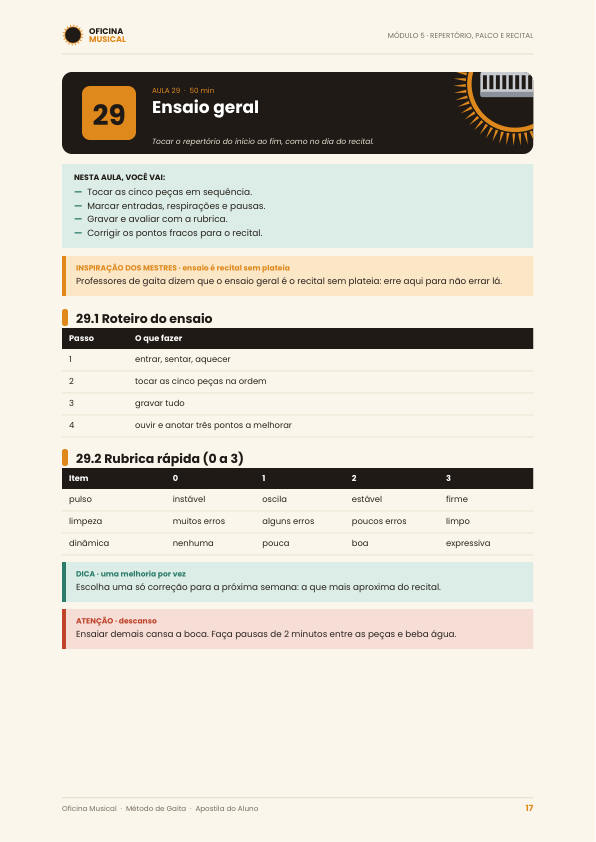 OFICINA
MUSICAL
MÓDULO 5 · REPERTÓRIO, PALCO E RECITAL
29
AULA 29 · 50 min
Ensaio geral
Tocar o repertório do início ao fim, como no dia do recital.
NESTA AULA, VOCÊ VAI:
— Tocar as cinco peças em sequência.
— Marcar entradas, respirações e pausas.
— Gravar e avaliar com a rubrica.
— Corrigir os pontos fracos para o recital.
INSPIRAÇÃO DOS MESTRES · ensaio é recital sem plateia
Professores de gaita dizem que o ensaio geral é o recital sem plateia: erre aqui para não errar lá.
29.1 Roteiro do ensaio
Passo O que fazer
1 entrar, sentar, aquecer
2 tocar as cinco peças na ordem
3 gravar tudo
4 ouvir e anotar três pontos a melhorar
29.2 Rubrica rápida (0 a 3)
Item 0 1 2 3
pulso instável oscila estável firme
limpeza muitos erros alguns erros poucos erros limpo
dinâmica nenhuma pouca boa expressiva
DICA · uma melhoria por vez
Escolha uma só correção para a próxima semana: a que mais aproxima do recital.
ATENÇÃO · descanso
Ensaiar demais cansa a boca. Faça pausas de 2 minutos entre as peças e beba água.
Oficina Musical · Método de Gaita · Apostila do Aluno
17